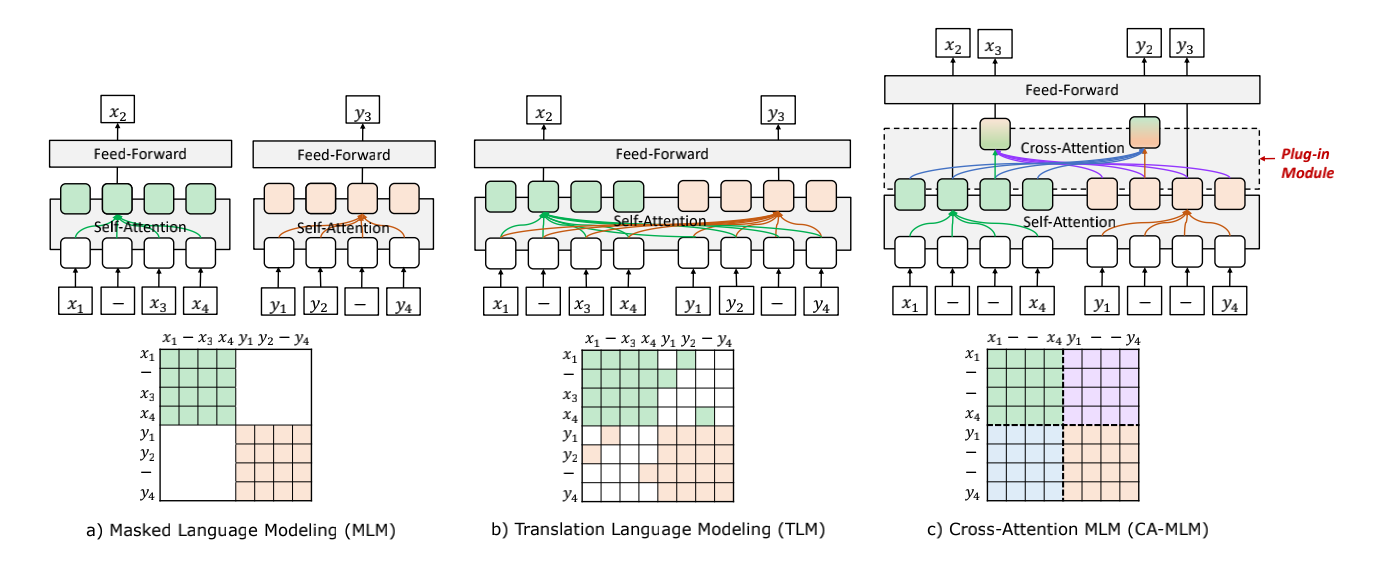 x₂
Feed-Forward
Self-Attention
x₁ – x₃ x₄
y₃
Feed-Forward
Self-Attention
y₁ y₂ – y₄
x₁ – x₃ x₄ y₁ y₂ – y₄
x₁
–
x₃
x₄
y₁
y₂
–
y₄
a) Masked Language Modeling (MLM)
x₂ y₃
Feed-Forward
Self-Attention
x₁ – x₃ x₄ y₁ y₂ – y₄
x₁ – x₃ x₄ y₁ y₂ – y₄
x₁
–
x₃
x₄
y₁
y₂
–
y₄
b) Translation Language Modeling (TLM)
x₂ x₃ y₂ y₃
Feed-Forward
Cross-Attention
Plug-in
Module
Self-Attention
x₁ – – x₄ y₁ – – y₄
x₁ – – x₄ y₁ – – y₄
x₁
–
–
x₄
y₁
–
–
y₄
c) Cross-Attention MLM (CA-MLM)